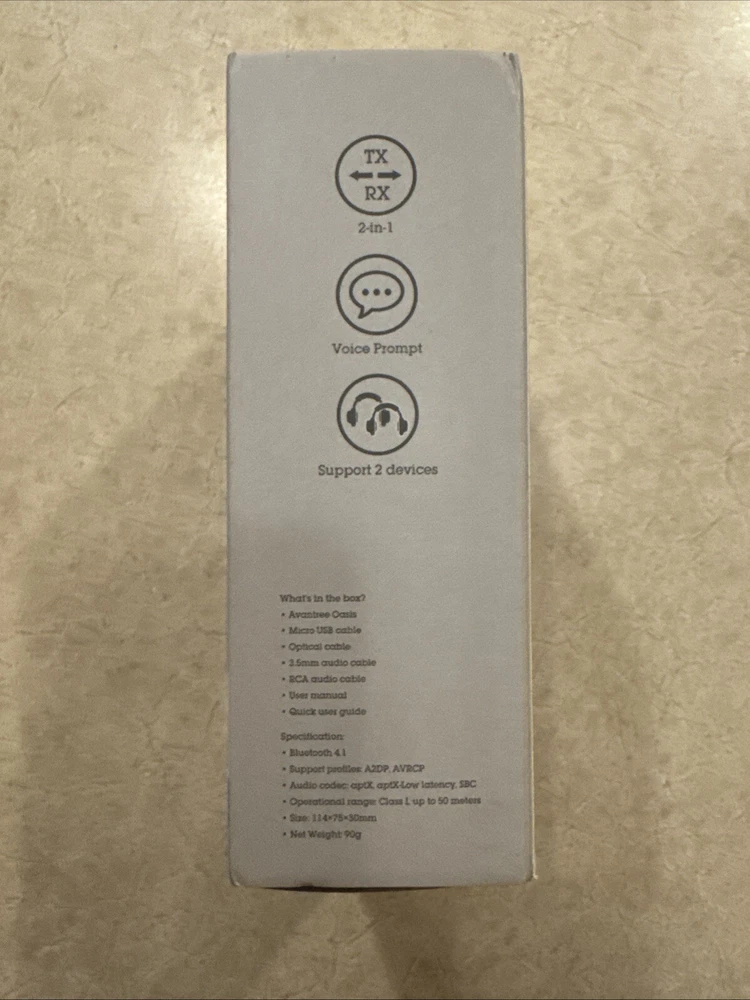 TX
RX
2-in-1
Voice Prompt
Support 2 devices
What's in the box?
• Avantree Oasis
• Micro USB cable
• Optical cable
• 3.5mm audio cable
• RCA audio cable
• User manual
• Quick user guide
Specification:
• Bluetooth 4.1
• Support profiles: A2DP, AVRCP
• Audio codec: aptX, aptX-Low latency, SBC
• Operational range: Class I, up to 50 meters
• Size: 114×75×30mm
• Net Weight: 90g